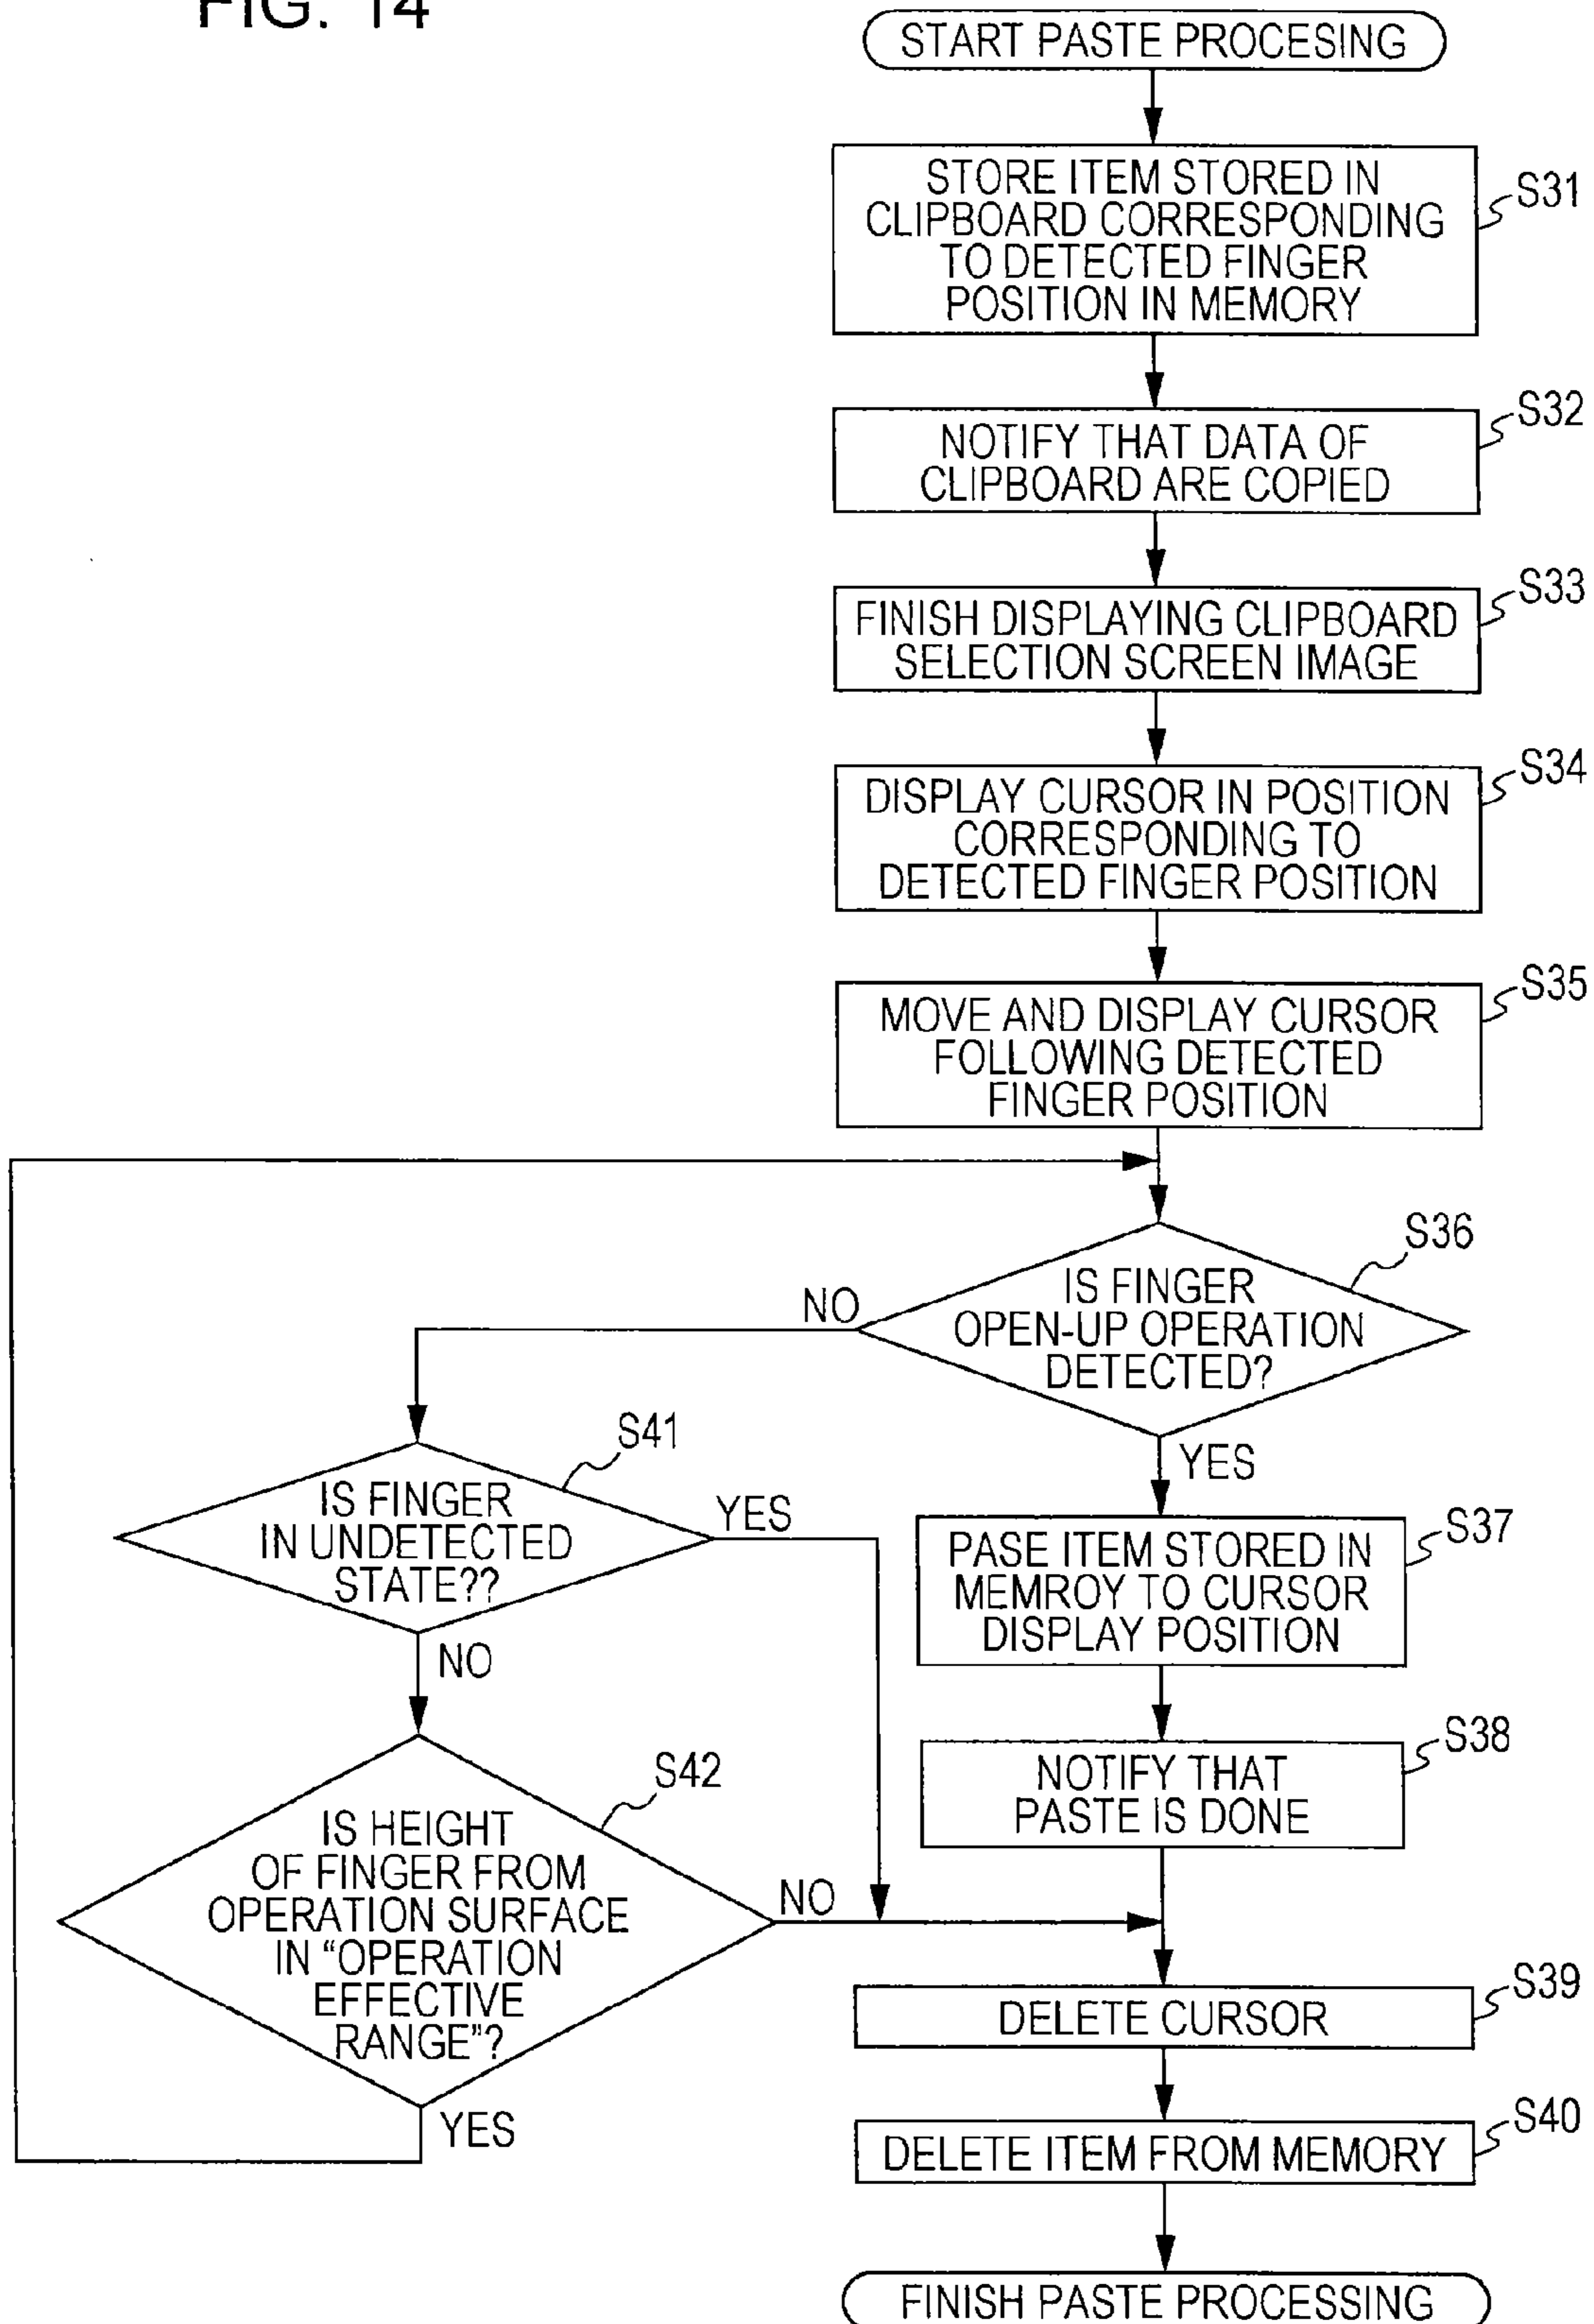 FIG. 14
START PASTE PROCESING
STORE ITEM STORED IN
CLIPBOARD CORRESPONDING
TO DETECTED FINGER
POSITION IN MEMORY
S31
NOTIFY THAT DATA OF
CLIPBOARD ARE COPIED
S32
FINISH DISPLAYING CLIPBOARD
SELECTION SCREEN IMAGE
S33
DISPLAY CURSOR IN POSITION
CORRESPONDING TO
DETECTED FINGER POSITION
S34
MOVE AND DISPLAY CURSOR
FOLLOWING DETECTED
FINGER POSITION
S35
IS FINGER
OPEN-UP OPERATION
DETECTED?
S36
NO
YES
IS FINGER
IN UNDETECTED
STATE??
S41
YES
NO
PASE ITEM STORED IN
MEMROY TO CURSOR
DISPLAY POSITION
S37
NOTIFY THAT
PASTE IS DONE
S38
IS HEIGHT
OF FINGER FROM
OPERATION SURFACE
IN “OPERATION
EFFECTIVE
RANGE”?
S42
NO
YES
DELETE CURSOR
S39
DELETE ITEM FROM MEMORY
S40
FINISH PASTE PROCESSING